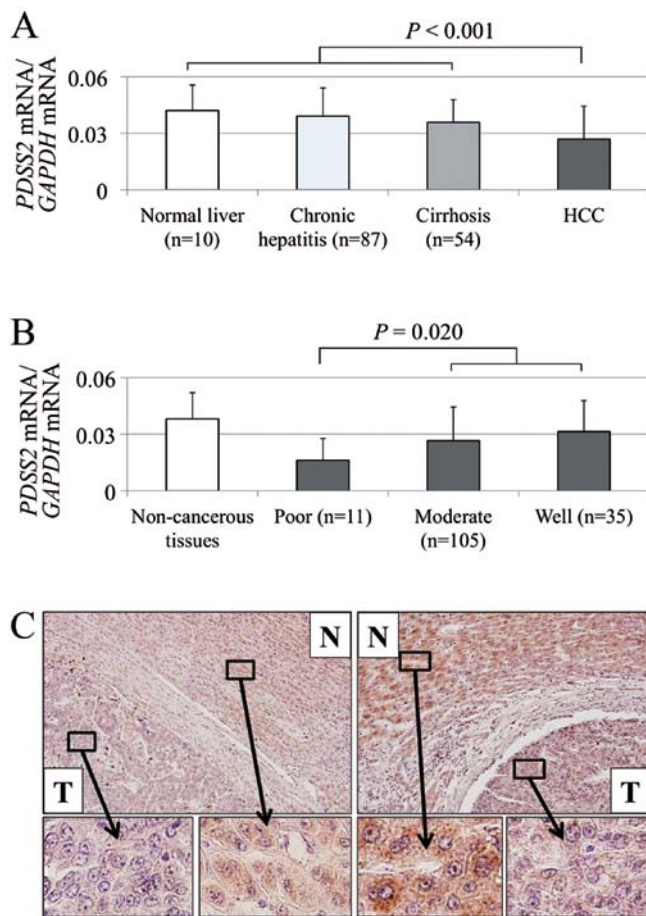 A
P < 0.001
PDSS2 mRNA/
GAPDH mRNA
0.06
0.03
0
Normal liver
(n=10)
Chronic
hepatitis (n=87)
Cirrhosis
(n=54)
HCC
B
P = 0.020
PDSS2 mRNA/
GAPDH mRNA
0.06
0.03
0
Non-cancerous
tissues
Poor (n=11)
Moderate
(n=105)
Well (n=35)
C
N
T
N
T